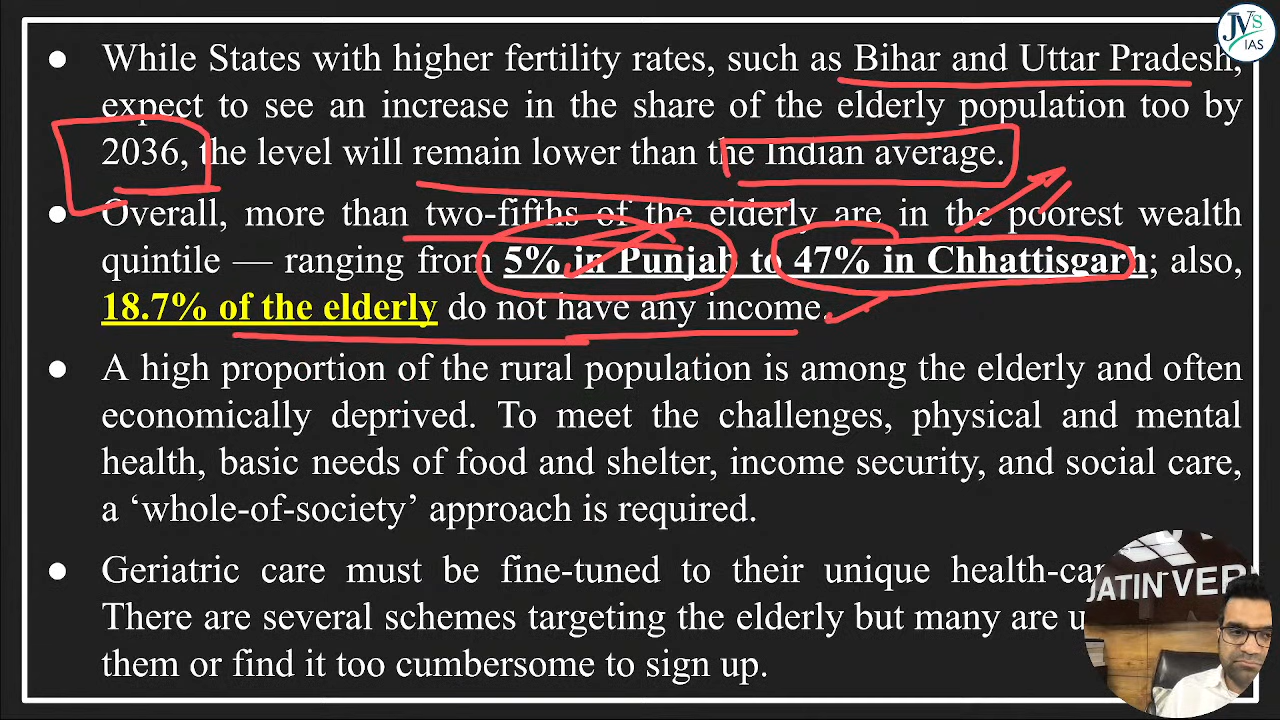 JVS
IAS
● While States with higher fertility rates, such as Bihar and Uttar Pradesh,
expect to see an increase in the share of the elderly population too by
2036, the level will remain lower than the Indian average.
● Overall, more than two-fifths of the elderly are in the poorest wealth
quintile — ranging from 5% in Punjab to 47% in Chhattisgarh; also,
18.7% of the elderly do not have any income.
● A high proportion of the rural population is among the elderly and often
economically deprived. To meet the challenges, physical and mental
health, basic needs of food and shelter, income security, and social care,
a ‘whole-of-society’ approach is required.
● Geriatric care must be fine-tuned to their unique
There are several schemes targeting the elderly but many are
them or find it too cumbersome to sign up.
JATIN